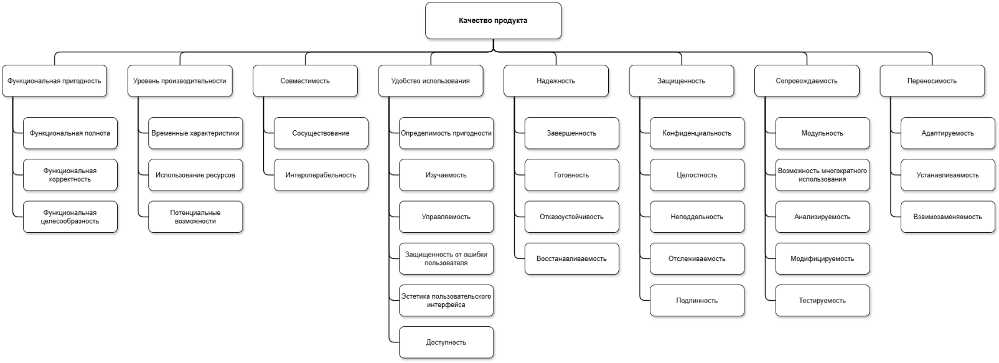 Качество продукта
Функциональная пригодность
Уровень производительности
Совместимость
Удобство использования
Надежность
Защищенность
Сопровождаемость
Переносимость
Функциональная полнота
Временные характеристики
Сосуществование
Определимость пригодности
Завершенность
Конфиденциальность
Модульность
Адаптируемость
Функциональная
корректность
Использование ресурсов
Интероперабельность
Изучаемость
Готовность
Целостность
Возможность многократного
использования
Устанавливаемость
Функциональная
целесообразность
Потенциальные
возможности
Управляемость
Отказоустойчивость
Неподдельность
Анализируемость
Взаимозаменяемость
Защищенность от ошибки
пользователя
Восстанавливаемость
Отслеживаемость
Модифицируемость
Эстетика пользовательского
интерфейса
Подлинность
Тестируемость
Доступность